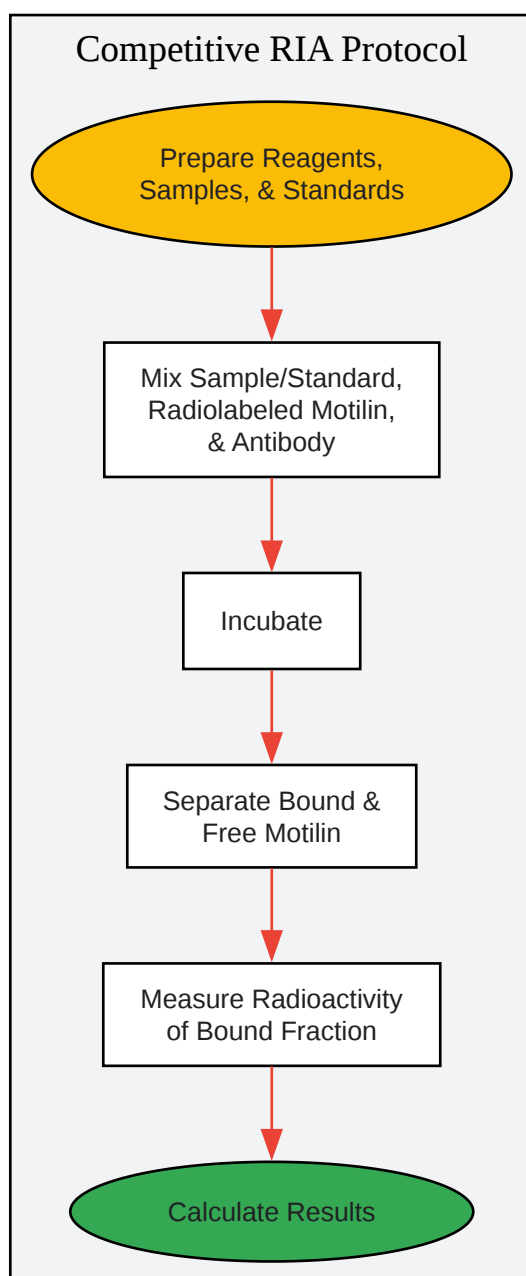 Competitive RIA Protocol
Prepare Reagents,
Samples, & Standards
Mix Sample/Standard,
Radiolabeled Motilin,
& Antibody
Incubate
Separate Bound &
Free Motilin
Measure Radioactivity
of Bound Fraction
Calculate Results